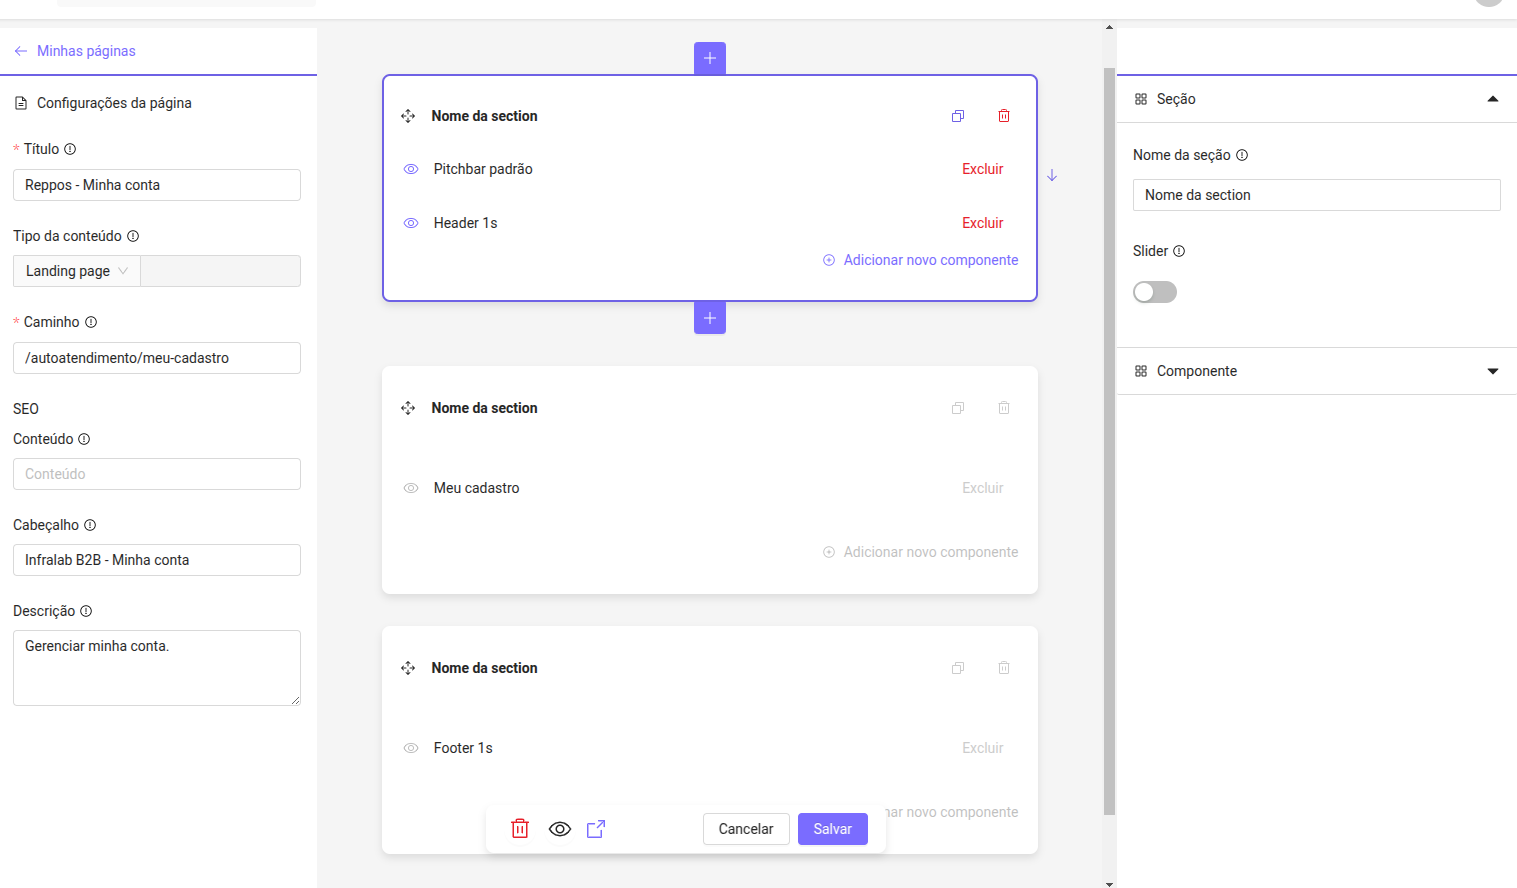 Minhas páginas
Configurações da página
* Título
Reppos - Minha conta
Tipo da conteúdo
Landing page
* Caminho
/autoatendimento/meu-cadastro
SEO
Conteúdo
Conteúdo
Cabeçalho
Infralab B2B - Minha conta
Descrição
Gerenciar minha conta.
Nome da section
Pitchbar padrão Excluir
Header 1s Excluir
Adicionar novo componente
Nome da section
Meu cadastro Excluir
Adicionar novo componente
Nome da section
Footer 1s Excluir
novo componente
Cancelar Salvar
Seção
Nome da seção
Nome da section
Slider
Componente